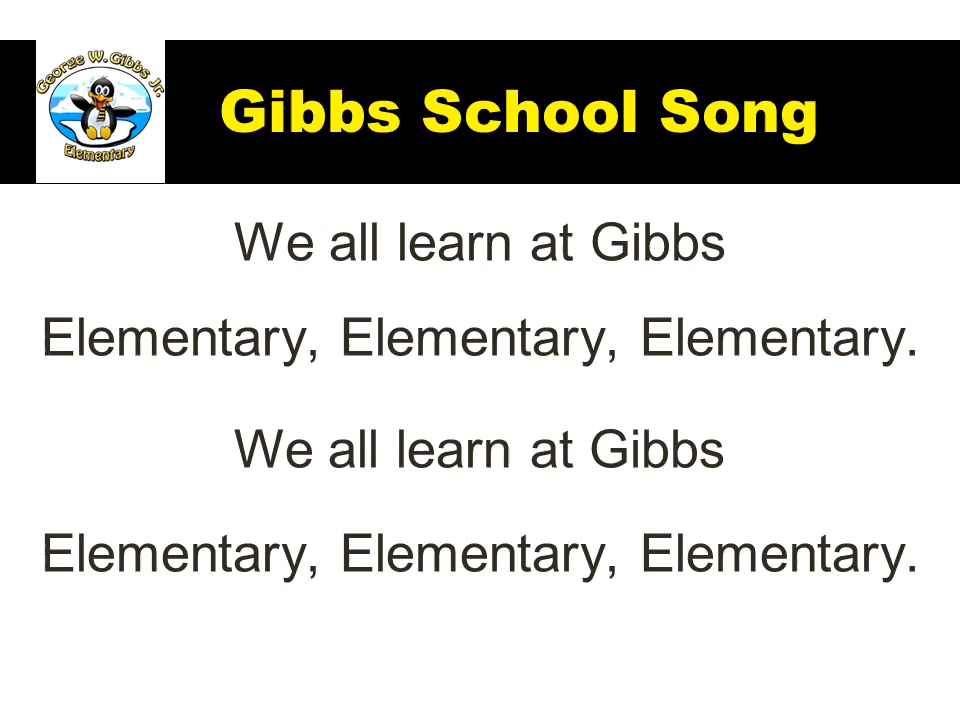 George W. Gibbs Jr.
Elementary
Gibbs School Song
We all learn at Gibbs
Elementary, Elementary, Elementary.
We all learn at Gibbs
Elementary, Elementary, Elementary.